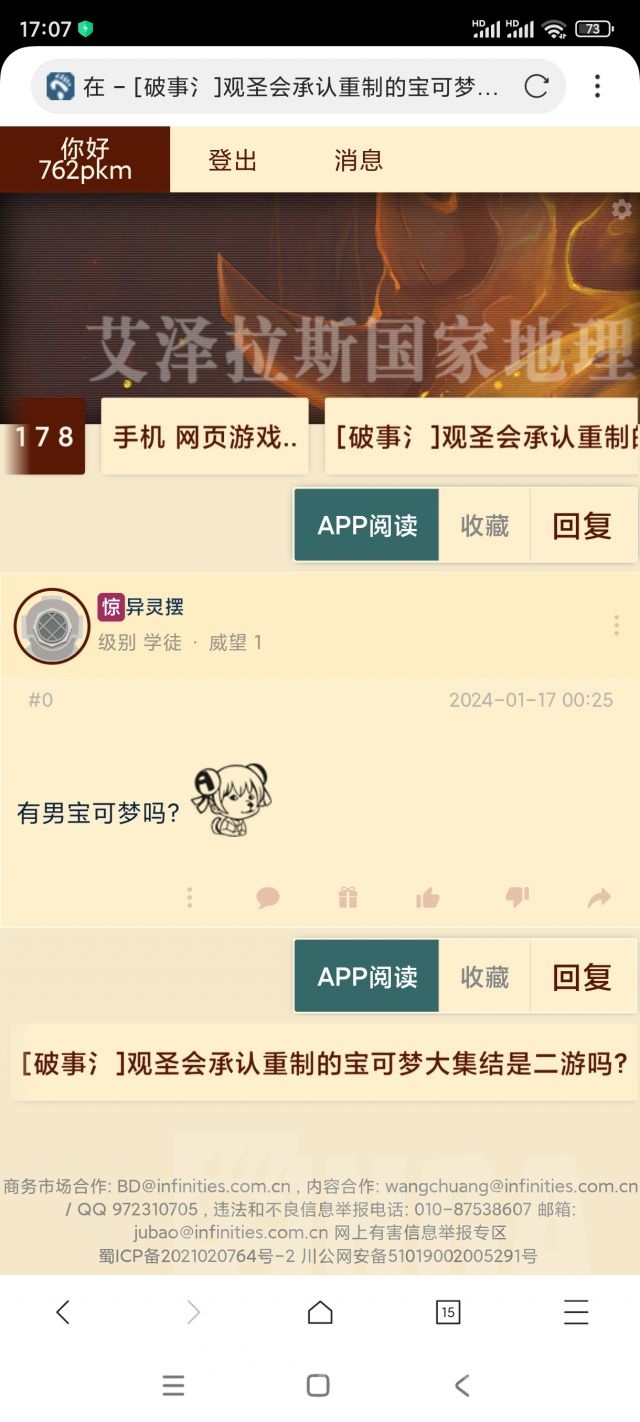 17:07
HD HD 73
在 - [破事氵]观圣会承认重制的宝可梦...
你好
762pkm
登出
消息
艾泽拉斯国家地理
178
手机 网页游戏..
[破事氵]观圣会承认重制的
APP阅读
收藏
回复
惊 异灵摆
级别 学徒 · 威望 1
#0
2024-01-17 00:25
有男宝可梦吗?
APP阅读
收藏
回复
[破事氵]观圣会承认重制的宝可梦大集结是二游吗?
商务市场合作: BD@infinities.com.cn , 内容合作: wangchuang@infinities.com.cn
/ QQ 972310705 , 违法和不良信息举报电话: 010-87538607 邮箱:
jubao@infinities.com.cn 网上有害信息举报专区
蜀ICP备2021020764号-2 川公网安备51019002005291号
15